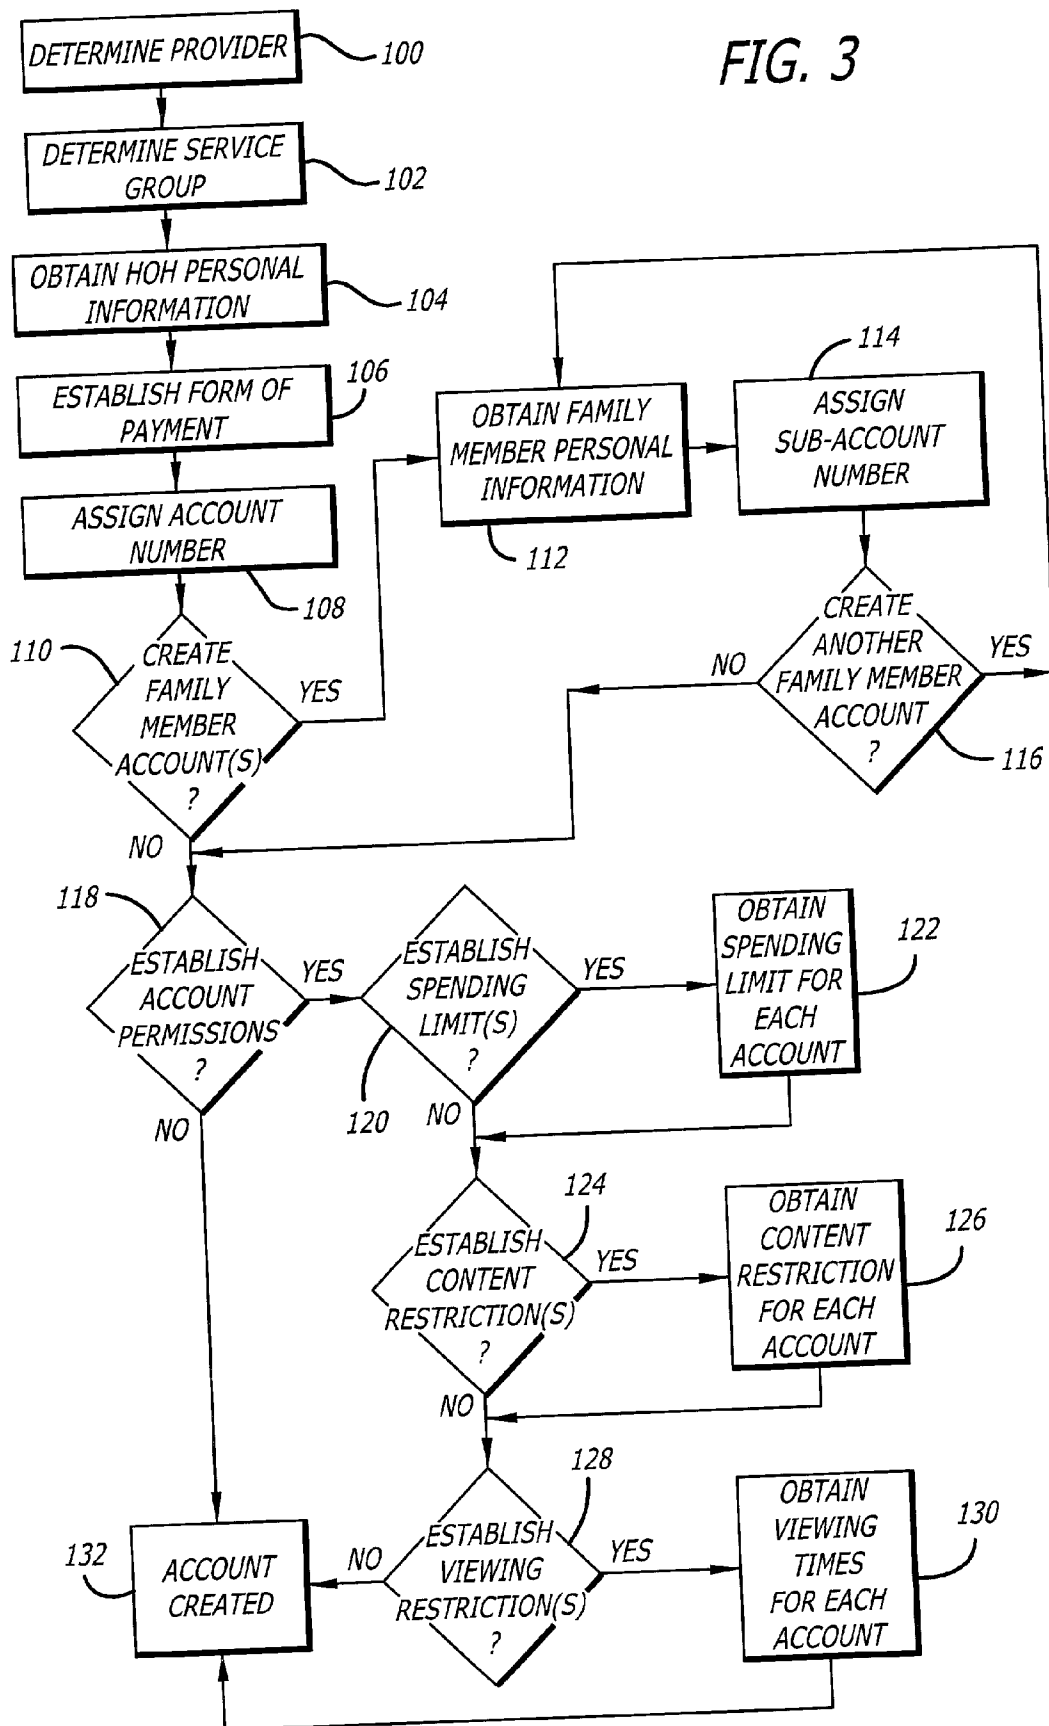 FIG. 3
DETERMINE PROVIDER
100
DETERMINE SERVICE
GROUP
102
OBTAIN HOH PERSONAL
INFORMATION
104
ESTABLISH FORM OF
PAYMENT
106
ASSIGN ACCOUNT
NUMBER
108
110
CREATE
FAMILY
MEMBER
ACCOUNT(S)
?
YES
NO
OBTAIN FAMILY
MEMBER PERSONAL
INFORMATION
112
114
ASSIGN
SUB-ACCOUNT
NUMBER
CREATE
ANOTHER
FAMILY MEMBER
ACCOUNT
?
NO
YES
116
118
ESTABLISH
ACCOUNT
PERMISSIONS
?
YES
NO
ESTABLISH
SPENDING
LIMIT(S)
?
120
YES
NO
OBTAIN
SPENDING
LIMIT FOR
EACH
ACCOUNT
122
124
ESTABLISH
CONTENT
RESTRICTION(S)
?
YES
NO
OBTAIN
CONTENT
RESTRICTION
FOR EACH
ACCOUNT
126
128
ESTABLISH
VIEWING
RESTRICTION(S)
?
NO
YES
OBTAIN
VIEWING
TIMES
FOR EACH
ACCOUNT
130
132
ACCOUNT
CREATED